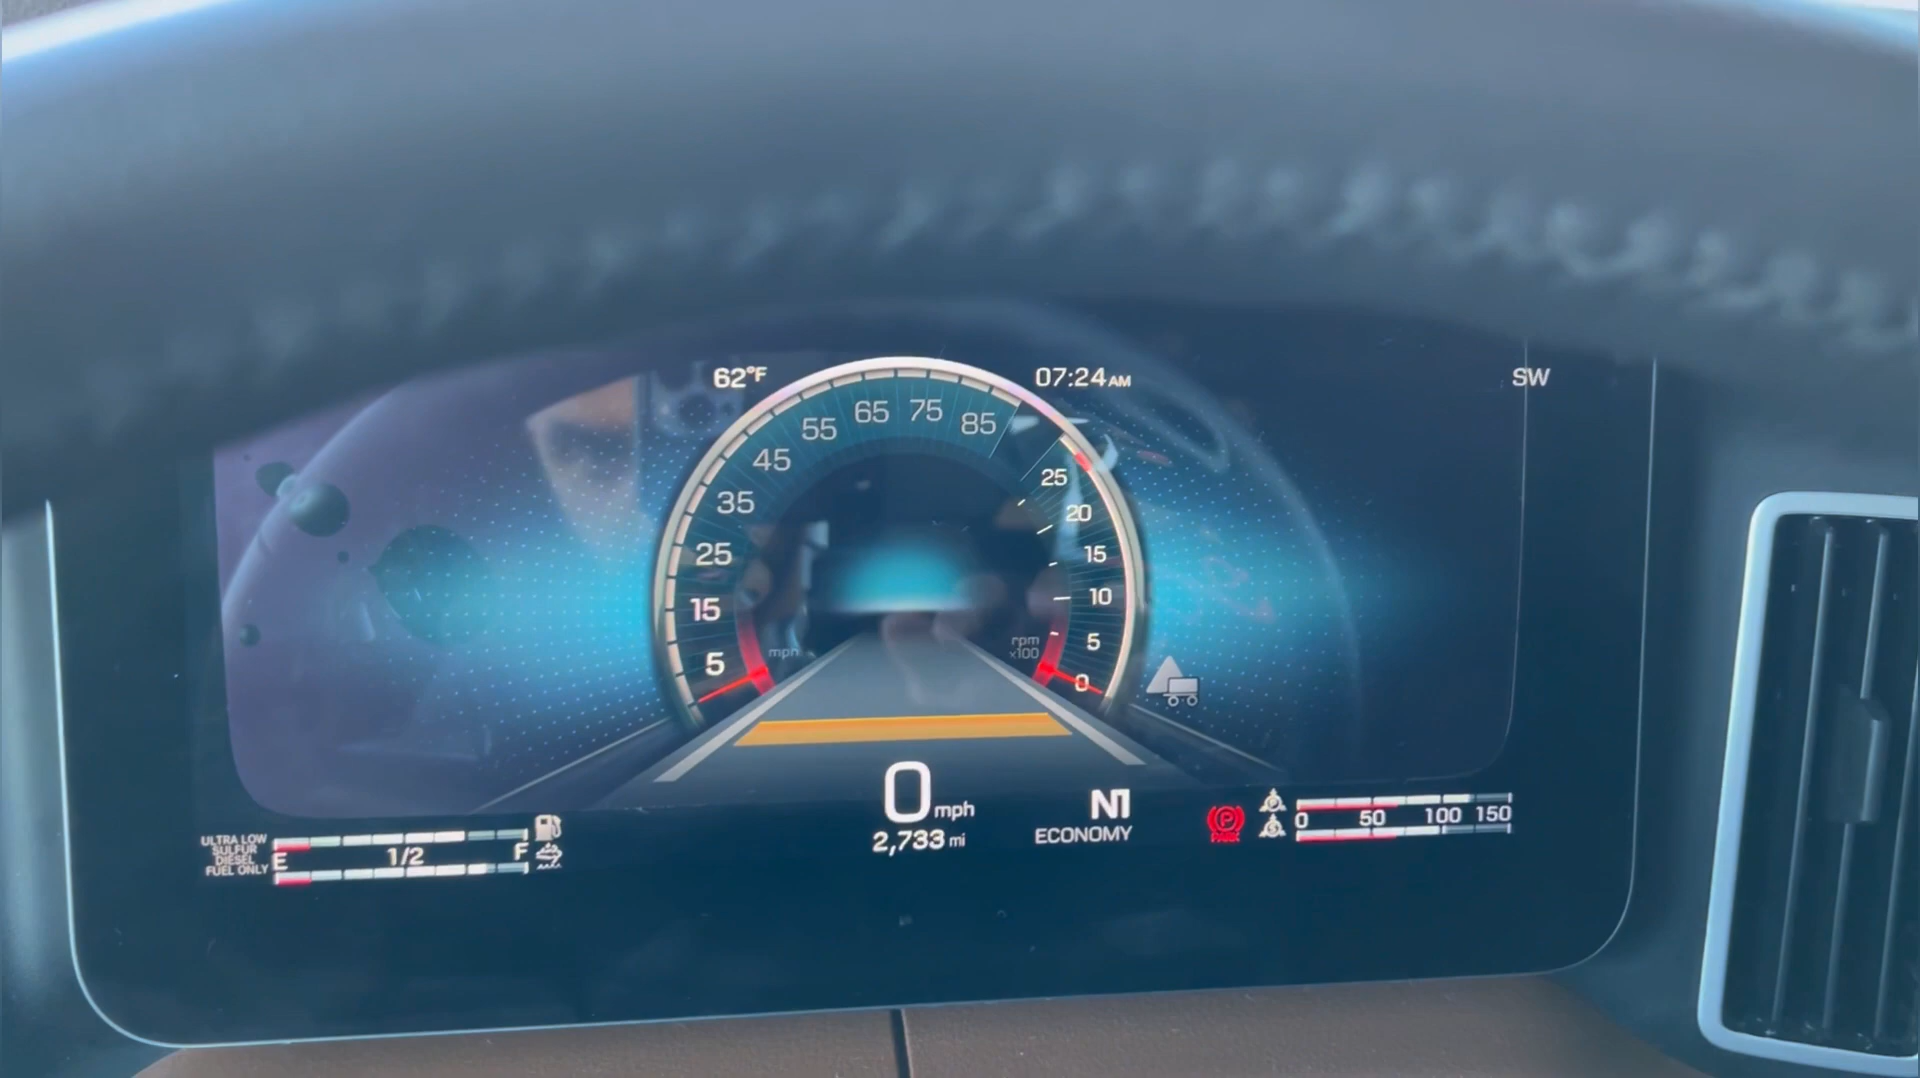 62°F
07:24AM
SW
5
15
25
35
45
55
65
75
85
mph
25
20
15
10
5
0
rpm
x100
0 mph
2,733 mi
N1
ECONOMY
ULTRA LOW
SULFUR
DIESEL
FUEL ONLY
E 1/2 F
P
P
S
0 50 100 150